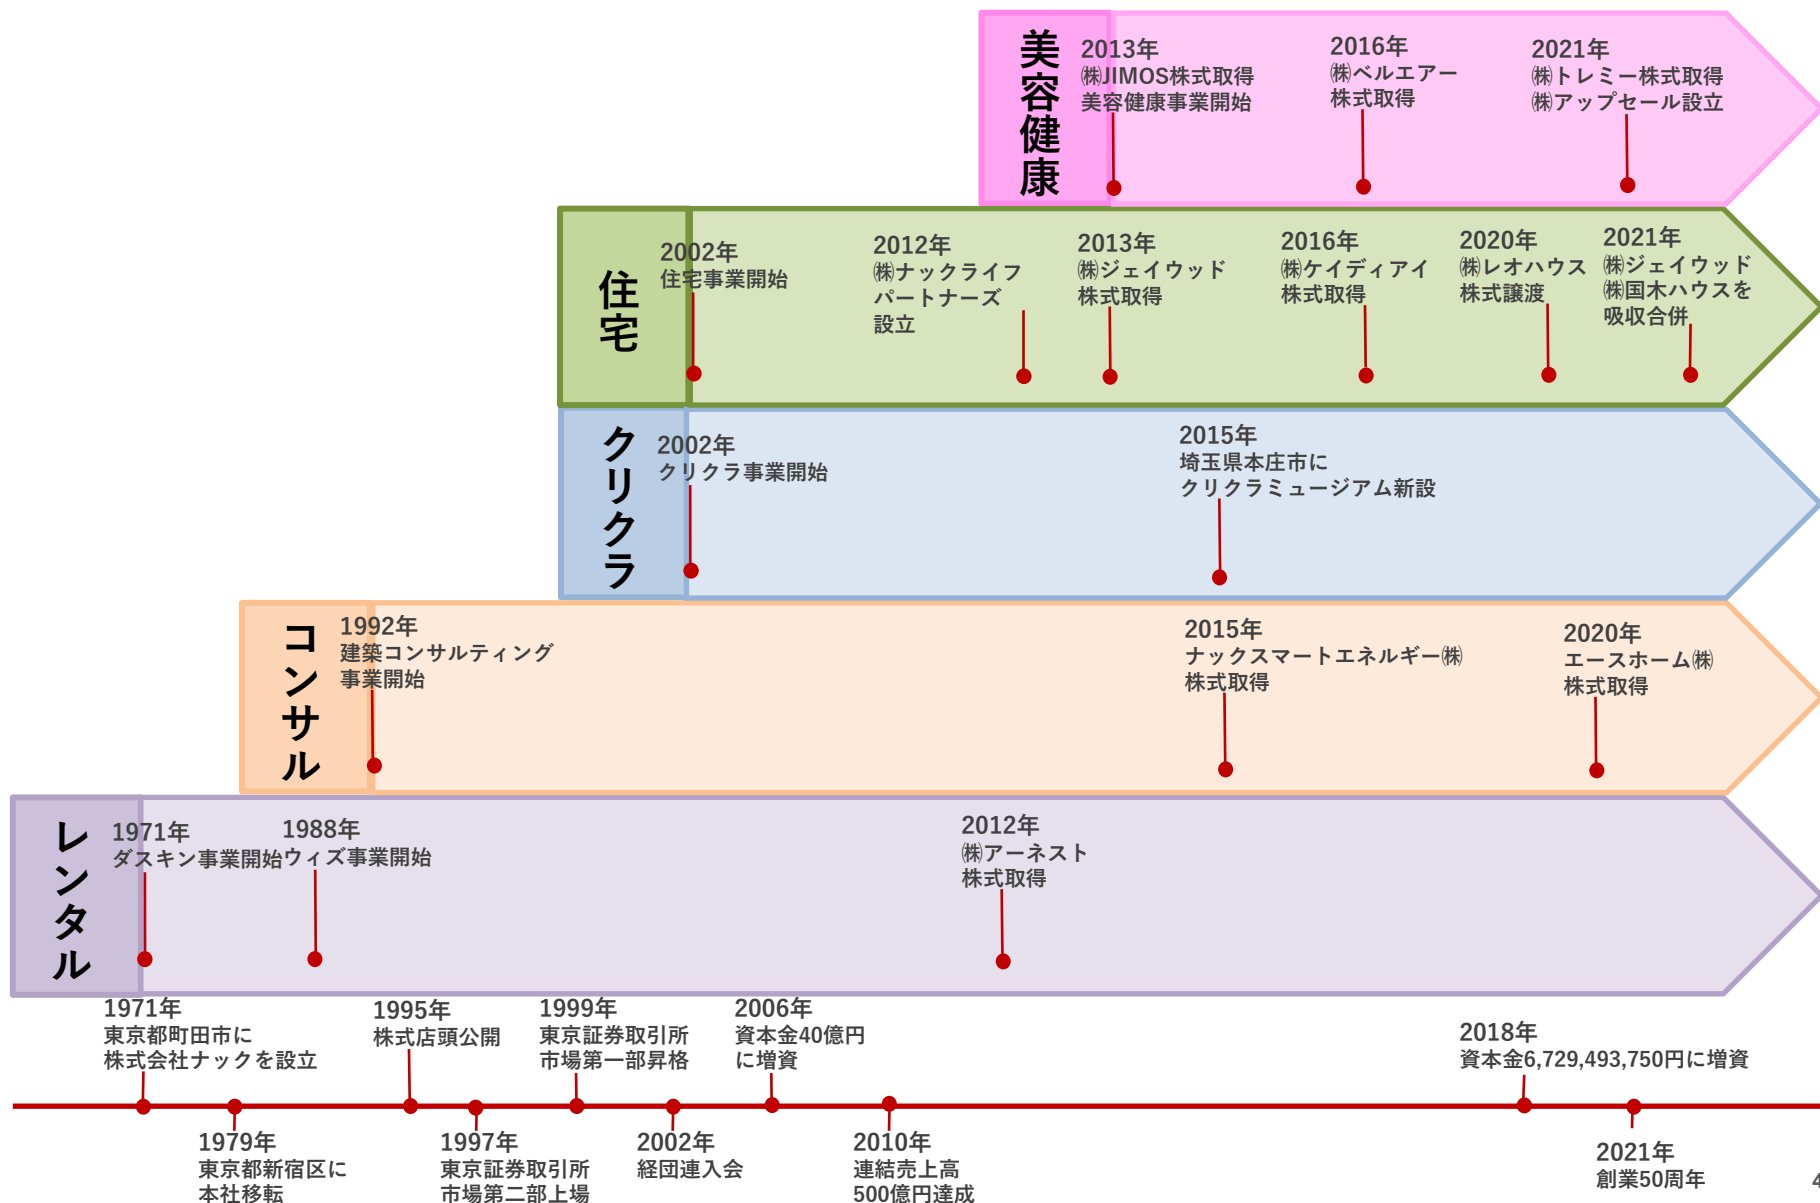 美容健康
2013年
㈱JIMOS株式取得
美容健康事業開始
2016年
㈱ベルエアー
株式取得
2021年
㈱トレミー株式取得
㈱アップセール設立
住宅
2002年
住宅事業開始
2012年
㈱ナックライフ
パートナーズ
設立
2013年
㈱ジェイウッド
株式取得
2016年
㈱ケイディアイ
株式取得
2020年
㈱レオハウス
株式譲渡
2021年
㈱ジェイウッド
㈱国木ハウスを
吸収合併
クリクラ
2002年
クリクラ事業開始
2015年
埼玉県本庄市に
クリクラミュージアム新設
コンサル
1992年
建築コンサルティング
事業開始
2015年
ナックスマートエネルギー㈱
株式取得
2020年
エースホーム㈱
株式取得
レンタル
1971年
ダスキン事業開始
1988年
ウィズ事業開始
2012年
㈱アーネスト
株式取得
1971年
東京都町田市に
株式会社ナックを設立
1979年
東京都新宿区に
本社移転
1995年
株式店頭公開
1997年
東京証券取引所
市場第二部上場
1999年
東京証券取引所
市場第一部昇格
2002年
経団連入会
2006年
資本金40億円
に増資
2010年
連結売上高
500億円達成
2018年
資本金6,729,493,750円に増資
2021年
創業50周年